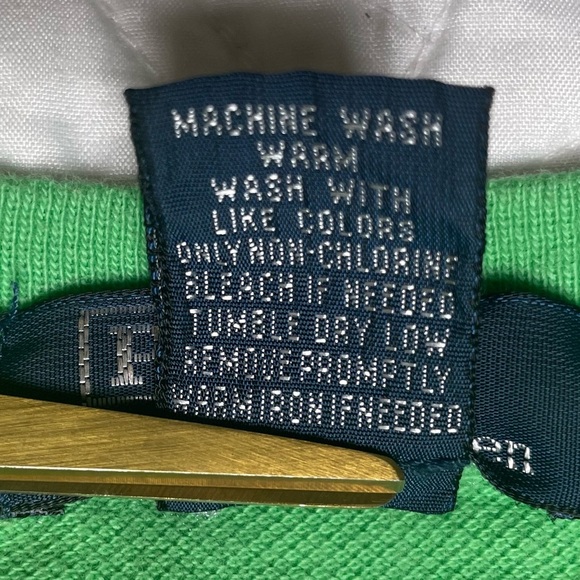 MACHINE WASH
WARM
WASH WITH
LIKE COLORS
ONLY NON-CHLORINE
BLEACH IF NEEDED
TUMBLE DRY LOW
REMOVE PROMPTLY
WARM IRON IF NEEDED